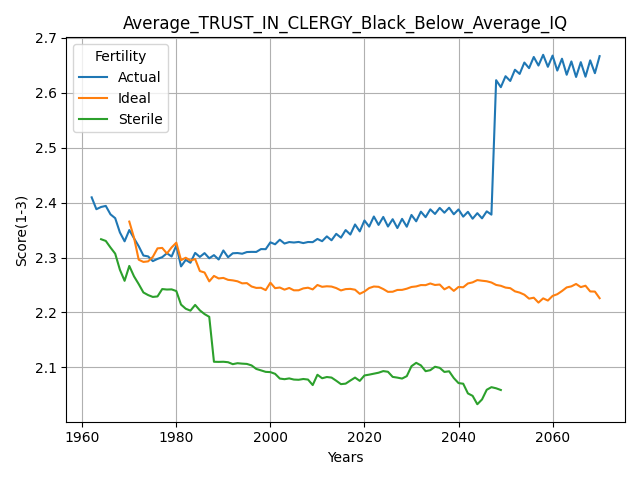 Average_TRUST_IN_CLERGY_Black_Below_Average_IQ
2.7
2.6
2.5
2.4
2.3
2.2
2.1
Score(1-3)
Fertility
Actual
Ideal
Sterile
1960 1980 2000 2020 2040 2060
Years